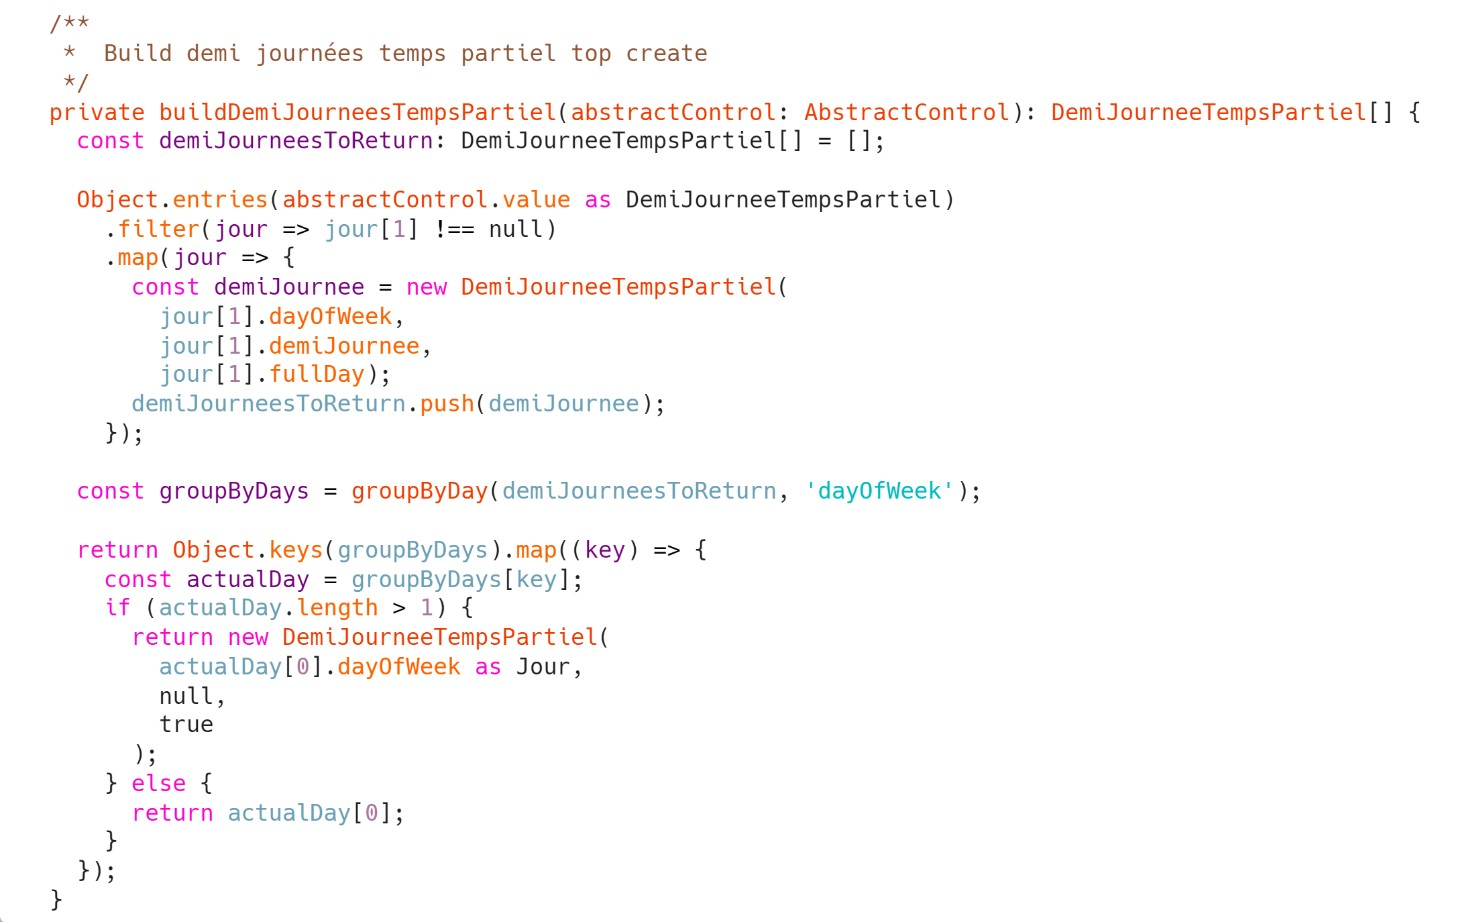 /**
 *  Build demi journées temps partiel top create
 */
private buildDemiJourneesTempsPartiel(abstractControl: AbstractControl): DemiJourneeTempsPartiel[] {
  const demiJourneesToReturn: DemiJourneeTempsPartiel[] = [];

  Object.entries(abstractControl.value as DemiJourneeTempsPartiel)
    .filter(jour => jour[1] !== null)
    .map(jour => {
      const demiJournee = new DemiJourneeTempsPartiel(
        jour[1].dayOfWeek,
        jour[1].demiJournee,
        jour[1].fullDay);
      demiJourneesToReturn.push(demiJournee);
    });

  const groupByDays = groupByDay(demiJourneesToReturn, 'dayOfWeek');

  return Object.keys(groupByDays).map((key) => {
    const actualDay = groupByDays[key];
    if (actualDay.length > 1) {
      return new DemiJourneeTempsPartiel(
        actualDay[0].dayOfWeek as Jour,
        null,
        true
      );
    } else {
      return actualDay[0];
    }
  });
}